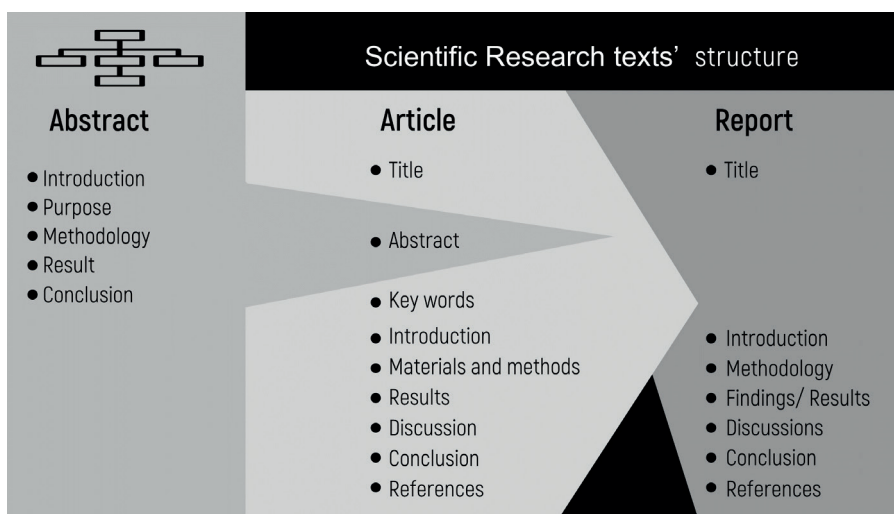 Scientific Research texts’ structure
Abstract
• Introduction
• Purpose
• Methodology
• Result
• Conclusion
Article
• Title
• Abstract
• Key words
• Introduction
• Materials and methods
• Results
• Discussion
• Conclusion
• References
Report
• Title
• Introduction
• Methodology
• Findings/ Results
• Discussions
• Conclusion
• References